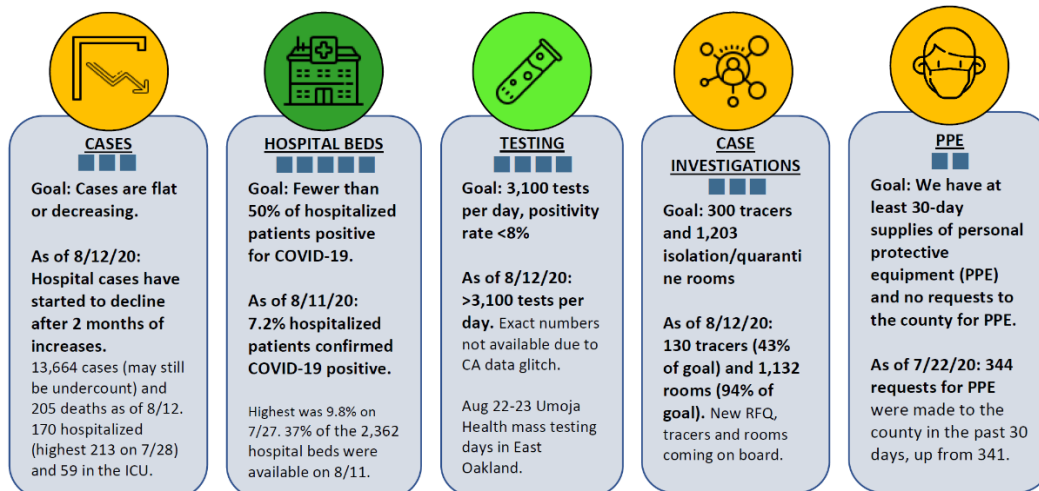 CASES
Goal: Cases are flat
or decreasing.
As of 8/12/20:
Hospital cases have
started to decline
after 2 months of
increases.
13,664 cases (may still
be undercount) and
205 deaths as of 8/12.
170 hospitalized
(highest 213 on 7/28)
and 59 in the ICU.
HOSPITAL BEDS
Goal: Fewer than
50% of hospitalized
patients positive
for COVID-19.
As of 8/11/20:
7.2% hospitalized
patients confirmed
COVID-19 positive.
Highest was 9.8% on
7/27. 37% of the 2,362
hospital beds were
available on 8/11.
TESTING
Goal: 3,100 tests
per day, positivity
rate <8%
As of 8/12/20:
>3,100 tests per
day. Exact numbers
not available due to
CA data glitch.
Aug 22-23 Umoja
Health mass testing
days in East
Oakland.
CASE
INVESTIGATIONS
Goal: 300 tracers
and 1,203
isolation/quaranti
ne rooms
As of 8/12/20:
130 tracers (43%
of goal) and 1,132
rooms (94% of
goal). New RFQ,
tracers and rooms
coming on board.
PPE
Goal: We have at
least 30-day
supplies of personal
protective
equipment (PPE)
and no requests to
the county for PPE.
As of 7/22/20: 344
requests for PPE
were made to the
county in the past 30
days, up from 341.